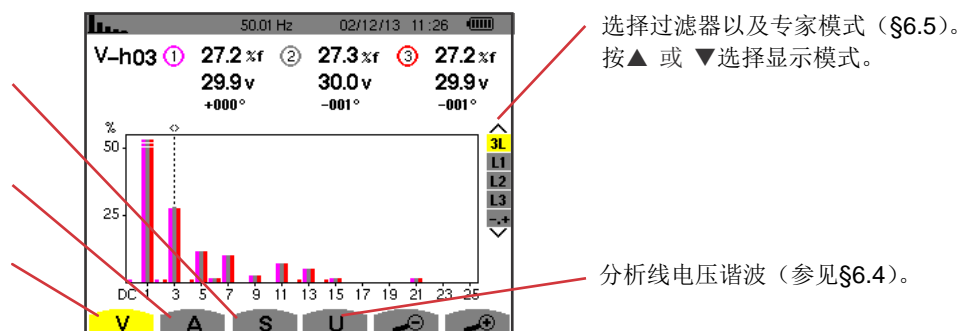 50.01 Hz 02/12/13 11:26
选择过滤器以及专家模式（§6.5）。
按▲ 或 ▼选择显示模式。
V-h03 1 27.2 %f 2 27.3 %f 3 27.2 %f
29.9 v 30.0 v 29.9 v
+000° -001° -001°
%
50
25
3L
L1
L2
L3
-.+
分析线电压谐波（参见§6.4）。
DC 1 3 5 7 9 11 13 15 17 19 21 23 25
V A S U